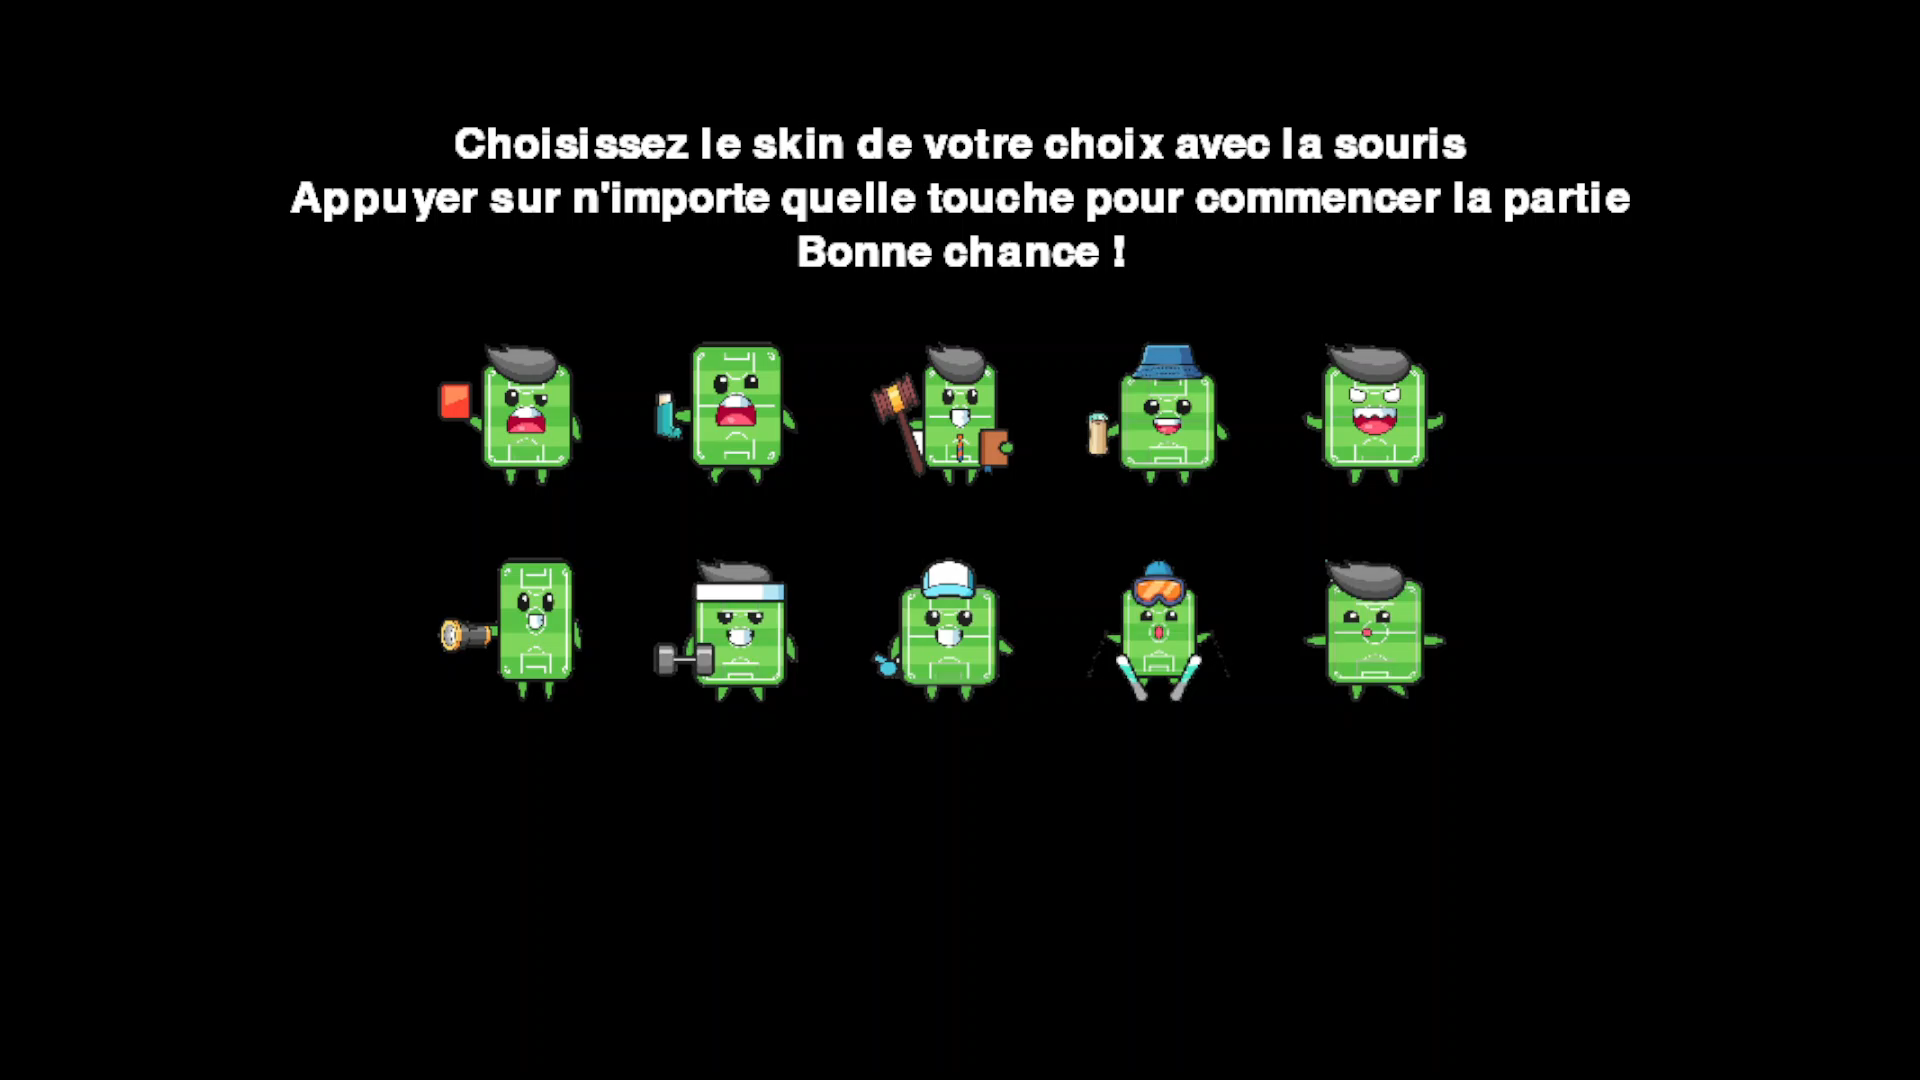 Choisissez le skin de votre choix avec la souris
Appuyer sur n'importe quelle touche pour commencer la partie
Bonne chance !